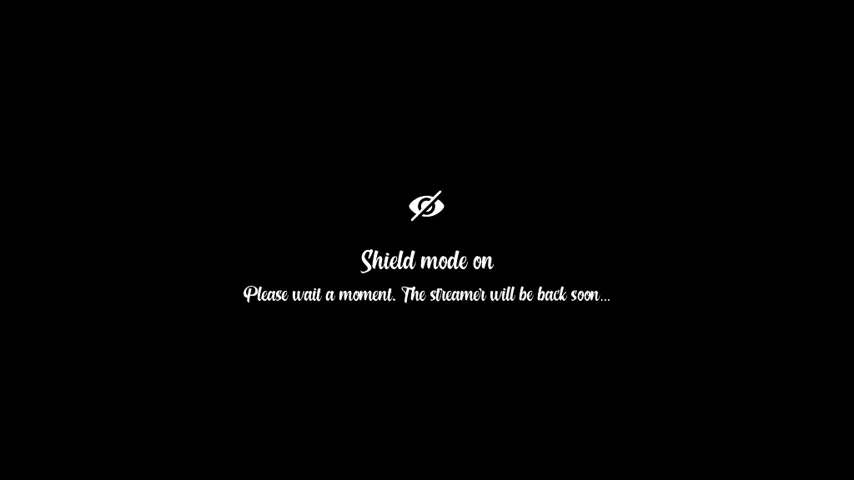 Shield mode on
Please wait a moment. The streamer will be back soon...